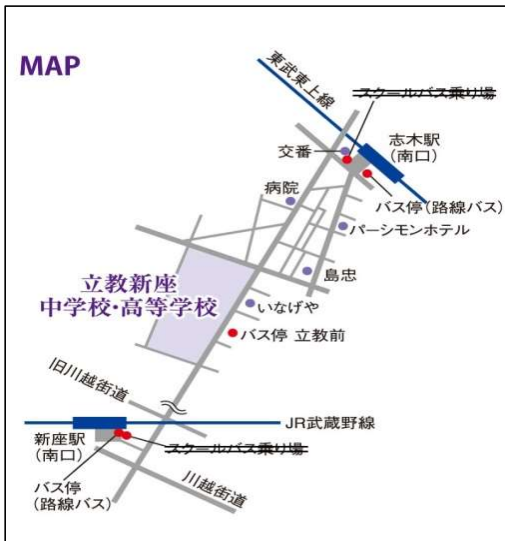 MAP
東武東上線
スクールバス乗り場
志木駅
(南口)
交番
バス停(路線バス)
病院
パーシモンホテル
島忠
立教新座
中学校・高等学校
いなげや
バス停 立教前
旧川越街道
JR武蔵野線
新座駅
(南口)
スクールバス乗り場
バス停
(路線バス)
川越街道